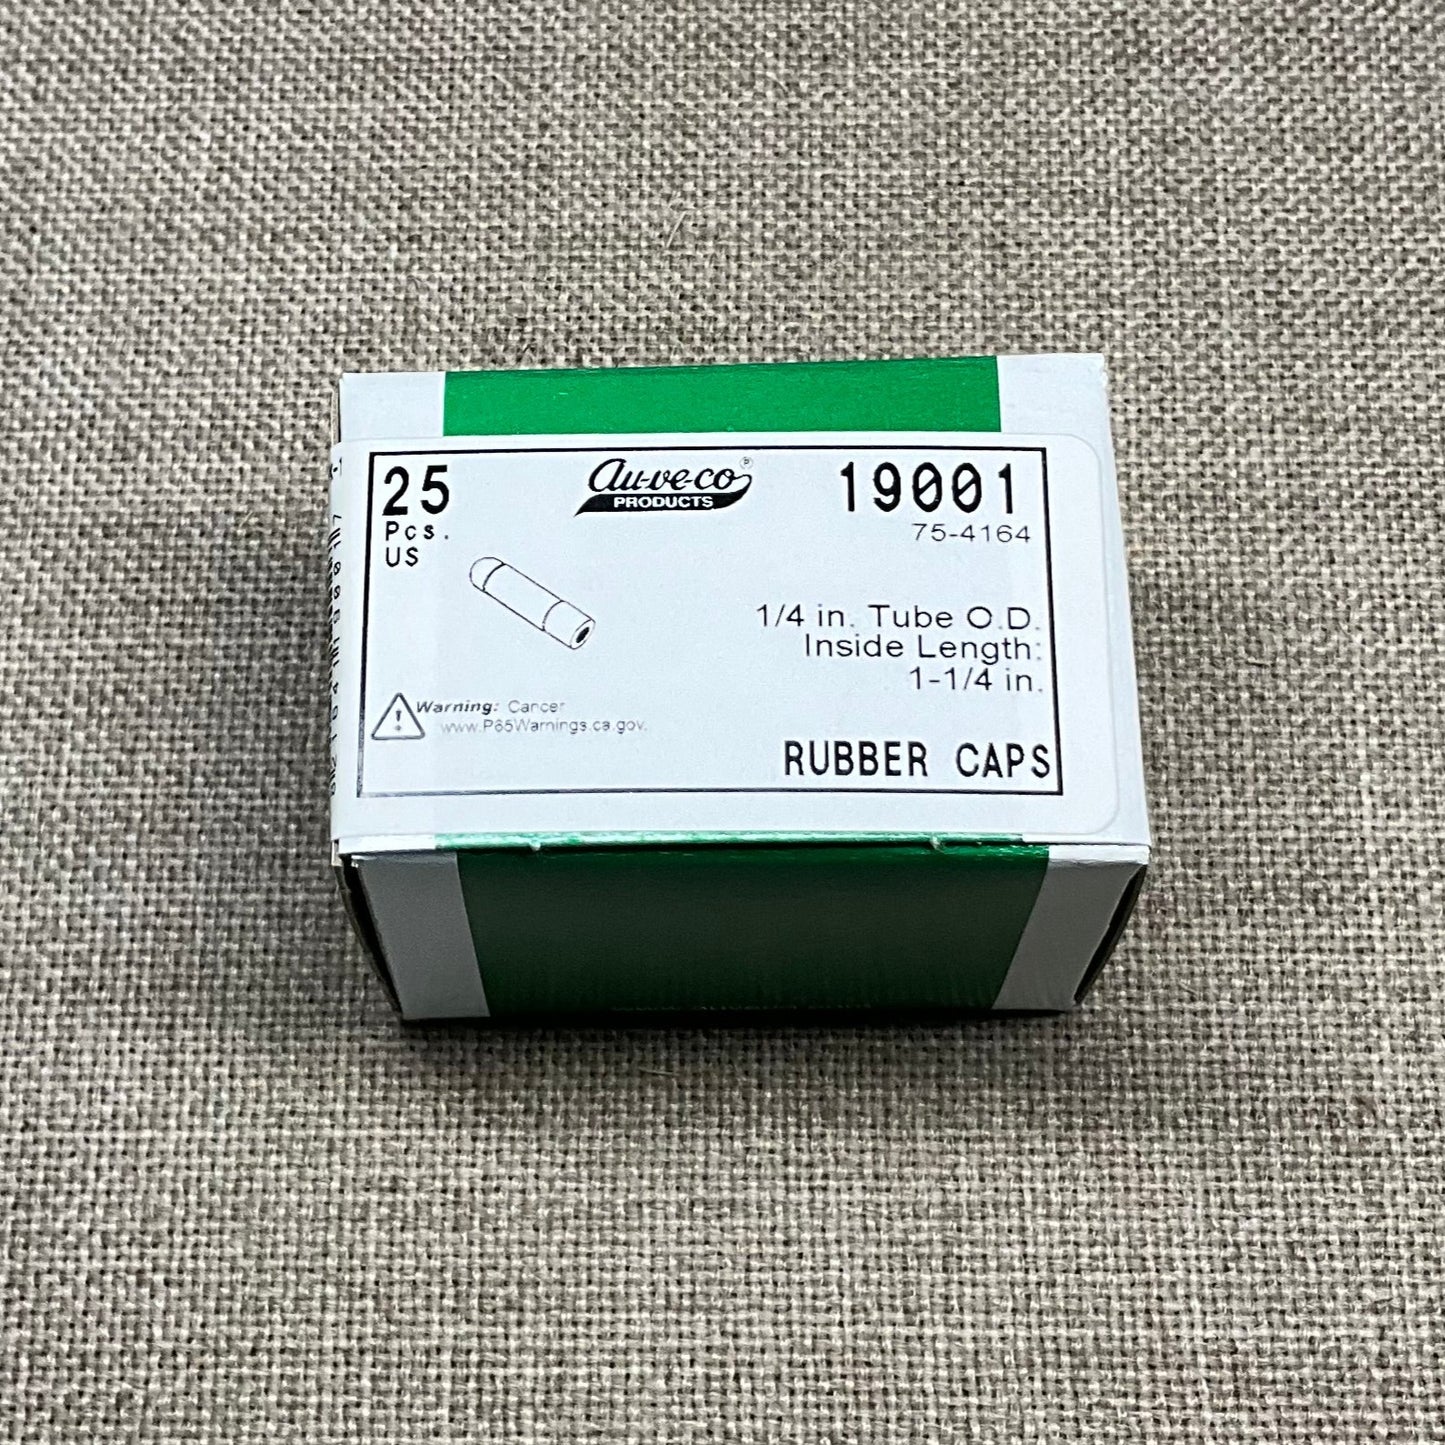 25
Pcs.
US
au-ve-co®
PRODUCTS
19001
75-4164
1/4 in. Tube O.D.
Inside Length:
1-1/4 in.
Warning: Cancer
www.P65Warnings.ca.gov.
RUBBER CAPS